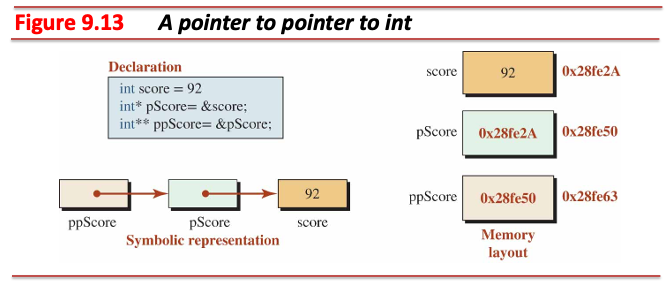 Figure 9.13 A pointer to pointer to int
Declaration
int score = 92
int* pScore= &score;
int** ppScore= &pScore;
92
ppScore pScore score
Symbolic representation
score 92 0x28fe2A
pScore 0x28fe2A 0x28fe50
ppScore 0x28fe50 0x28fe63
Memory
layout